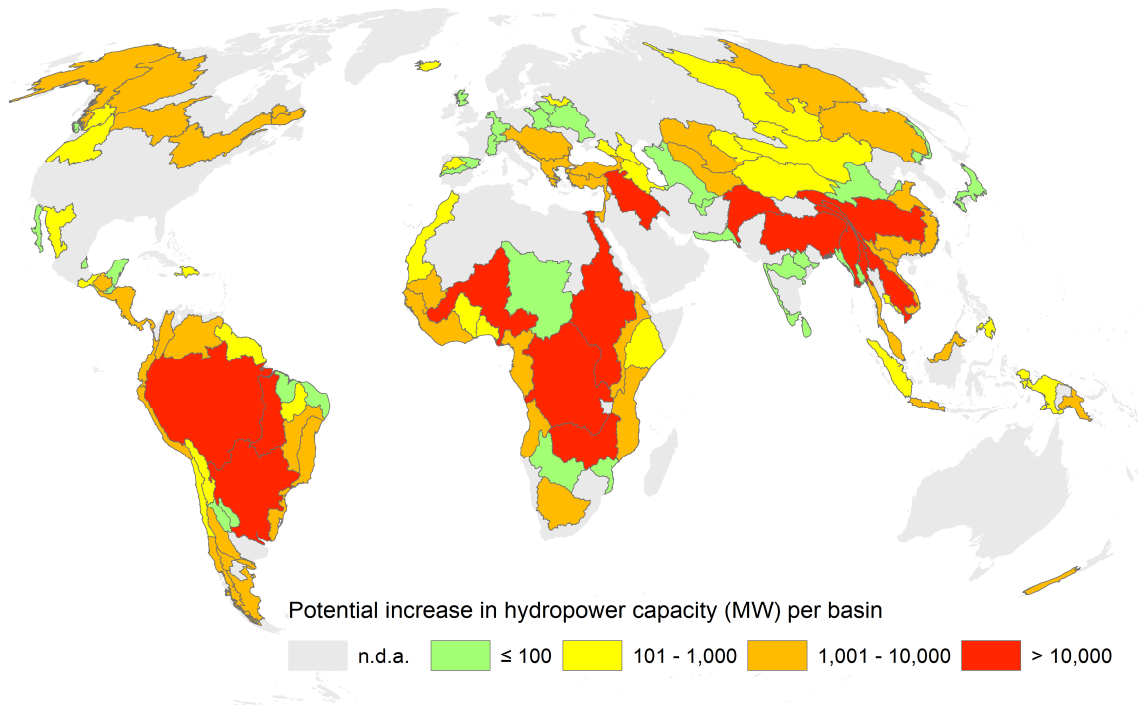 Potential increase in hydropower capacity (MW) per basin
n.d.a. ≤ 100 101 - 1,000 1,001 - 10,000 > 10,000